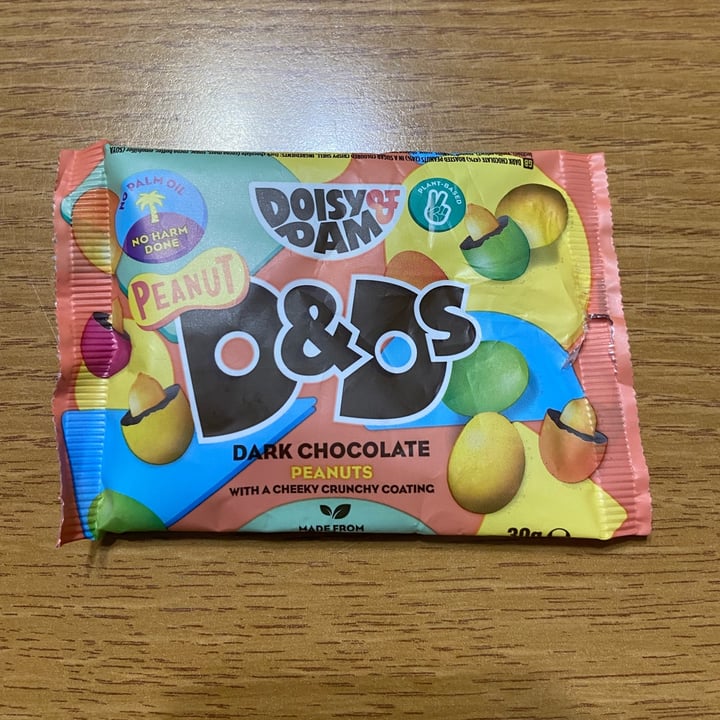 NO PALM OIL
NO HARM
DONE
DOISY &
DAM
PLANT-BASED
PEANUT
D&Ds
DARK CHOCOLATE
PEANUTS
WITH A CHEEKY CRUNCHY COATING
MADE FROM
30g